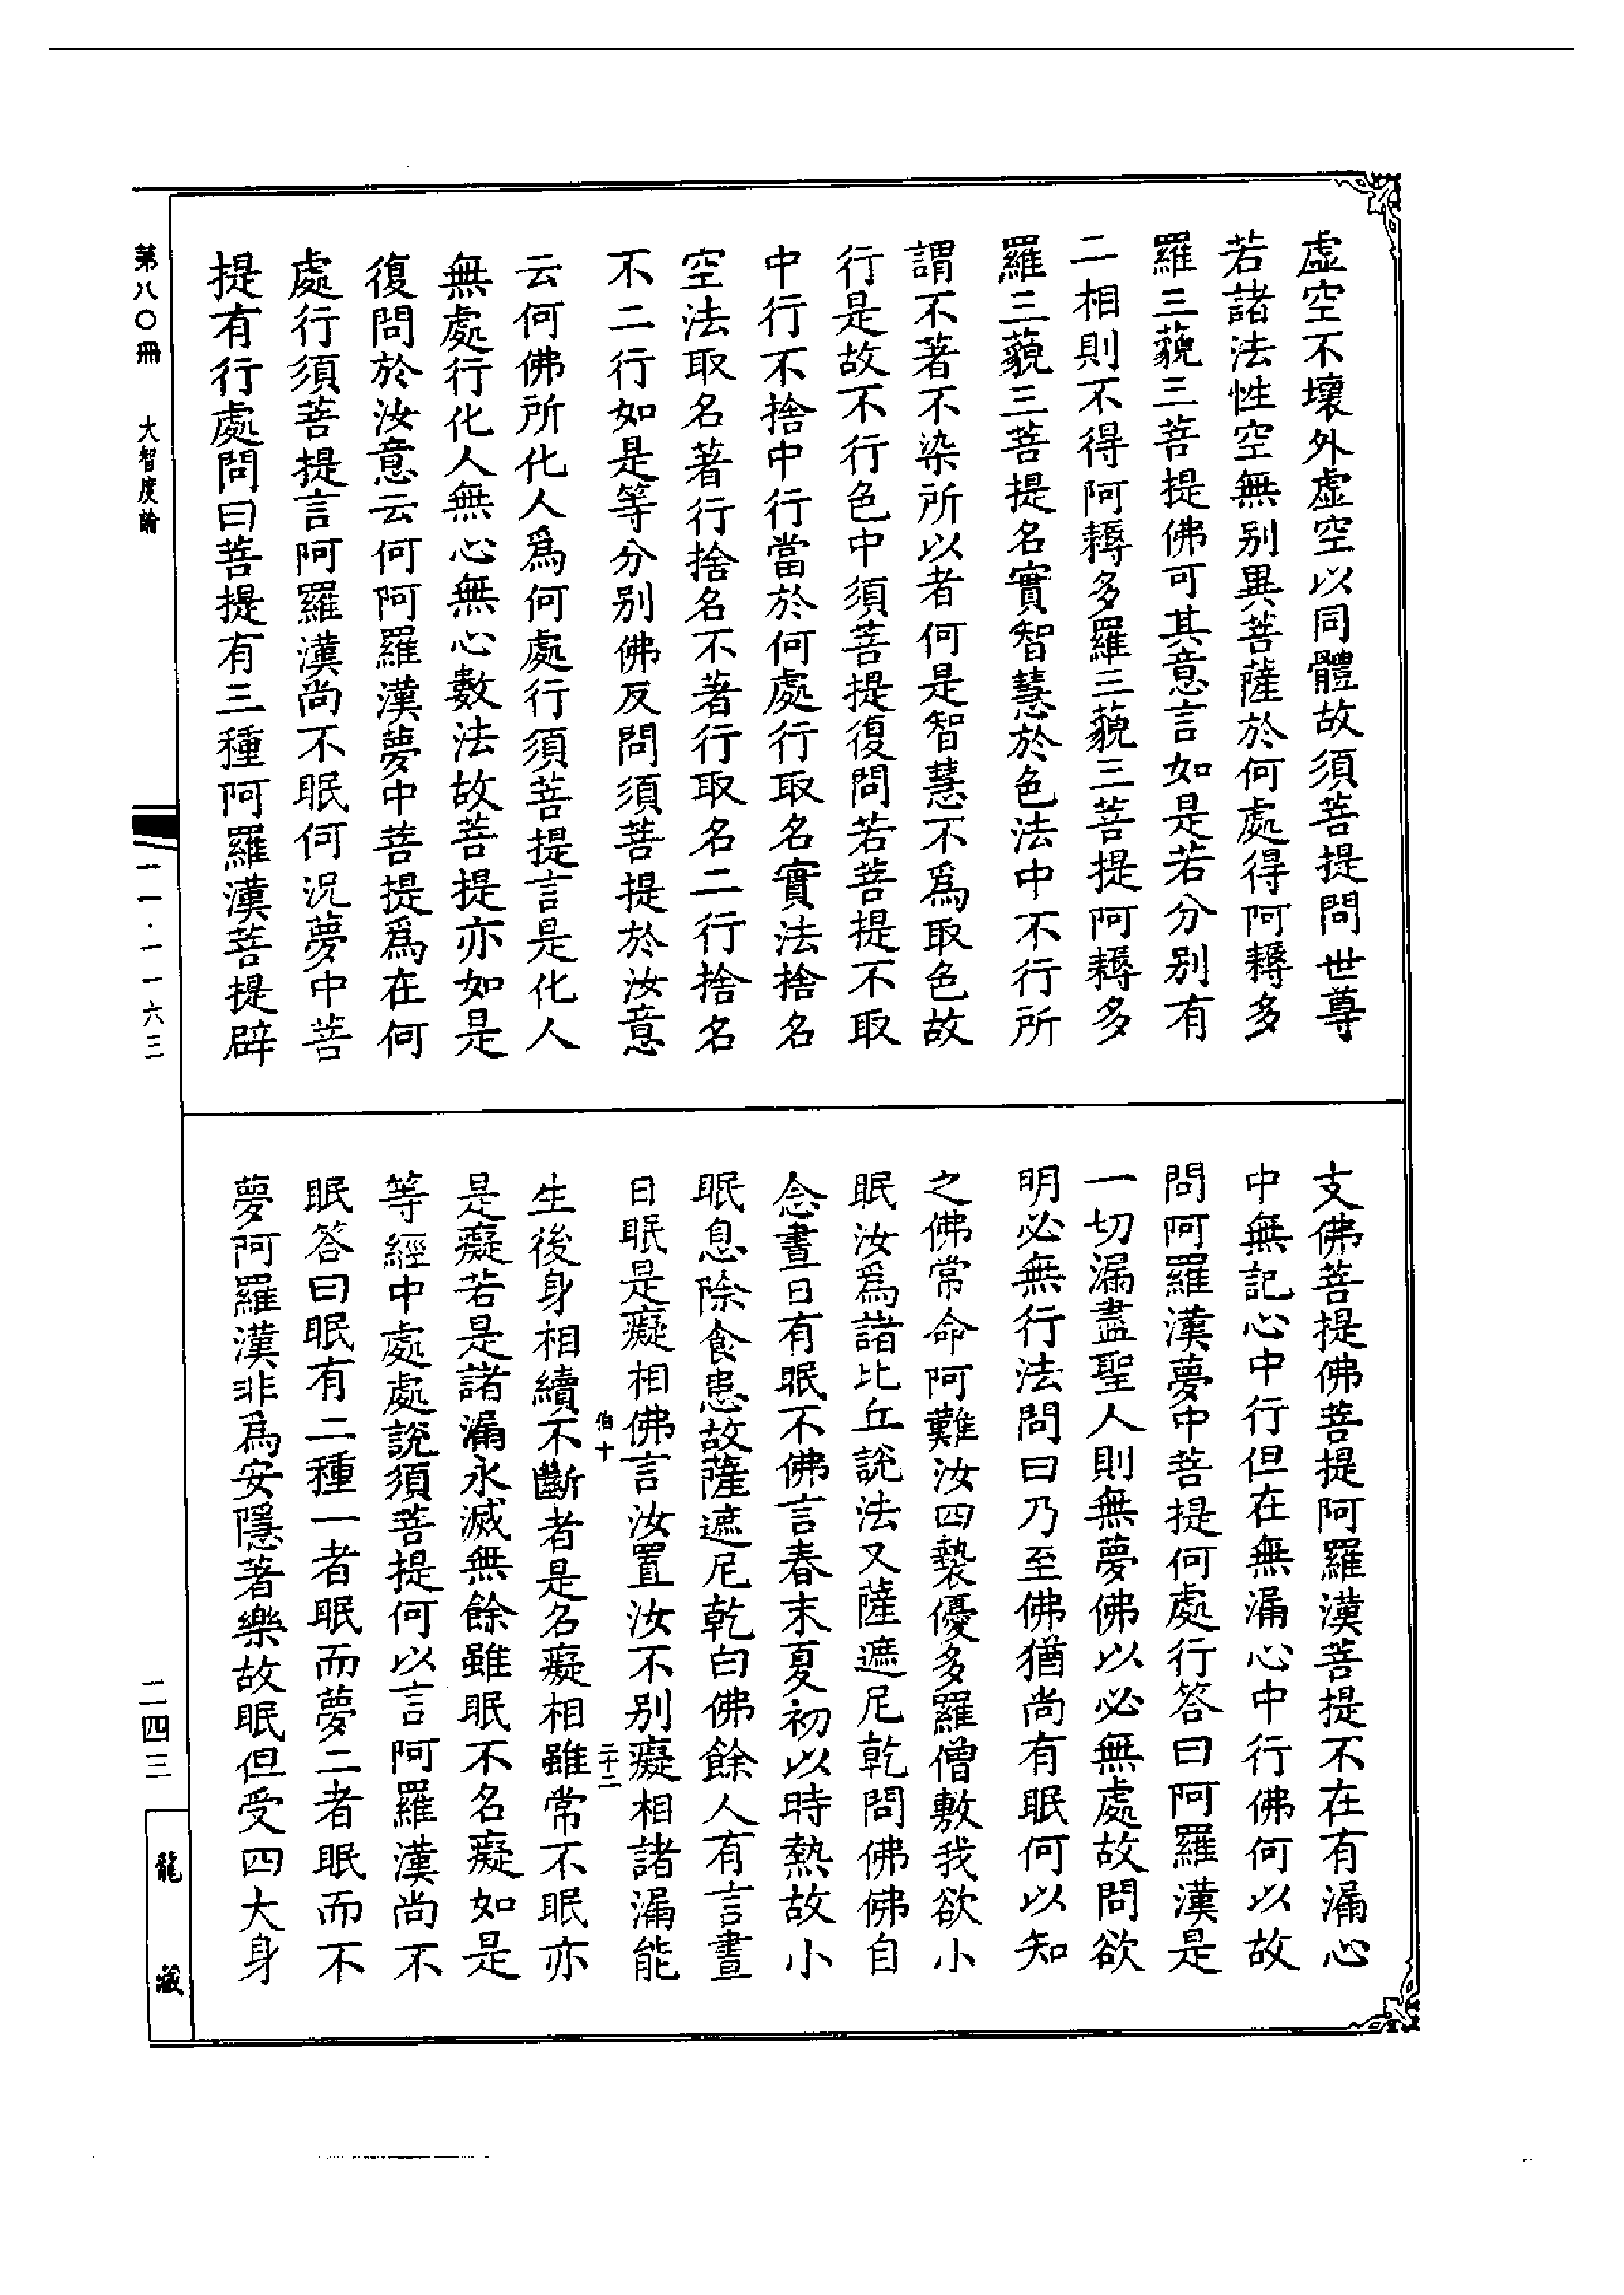 虛空不壞外虛空以同體故須菩提問世尊
若諸法性空無別異菩薩於何處得阿耨多
羅三藐三菩提佛可其意言如是若分別有
二相則不得阿耨多羅三藐三菩提阿耨多
羅三藐三菩提名實智慧於色法中不行所
謂不著不染所以者何是智慧不爲取色故
行是故不行色中須菩提復問若菩提不取
中行不捨中行當於何處行取名實法捨名
空法取名著行捨名不著行取名二行捨名
不二行如是等分別佛反問須菩提於汝意
云何佛所化人爲何處行須菩提言是化人
無處行化人無心無心數法故菩提亦如是
復問於汝意云何阿羅漢夢中菩提爲在何
處行須菩提言阿羅漢尚不眠何況夢中菩
提有行處問曰菩提有三種阿羅漢菩提辟
支佛菩提佛菩提阿羅漢菩提不在有漏心
中無記心中行但在無漏心中行佛何以故
問阿羅漢夢中菩提何處行答曰阿羅漢是
一切漏盡聖人則無夢佛以必無處故問欲
明必無行法問曰乃至佛猶尚有眠何以知
之佛常命阿難汝四襞優多羅僧敷我欲小
眠汝爲諸比丘說法又薩遮尼乾問佛佛自
念晝日有眠不佛言春末夏初以時熱故小
眠息除食患故薩遮尼乾白佛餘人有言晝
日眠是癡相佛言汝置汝不別癡相諸漏能
伯十
二十二
生後身相續不斷者是名癡相雖常不眠亦
是癡若是諸漏永滅無餘雖眠不名癡如是
等經中處處說須菩提何以言阿羅漢尚不
眠答曰眠有二種一者眠而夢二者眠而不
夢阿羅漢非爲安隱著樂故眠但受四大身
第八〇冊 大智度論
一一·一一六三
二四三
龍藏